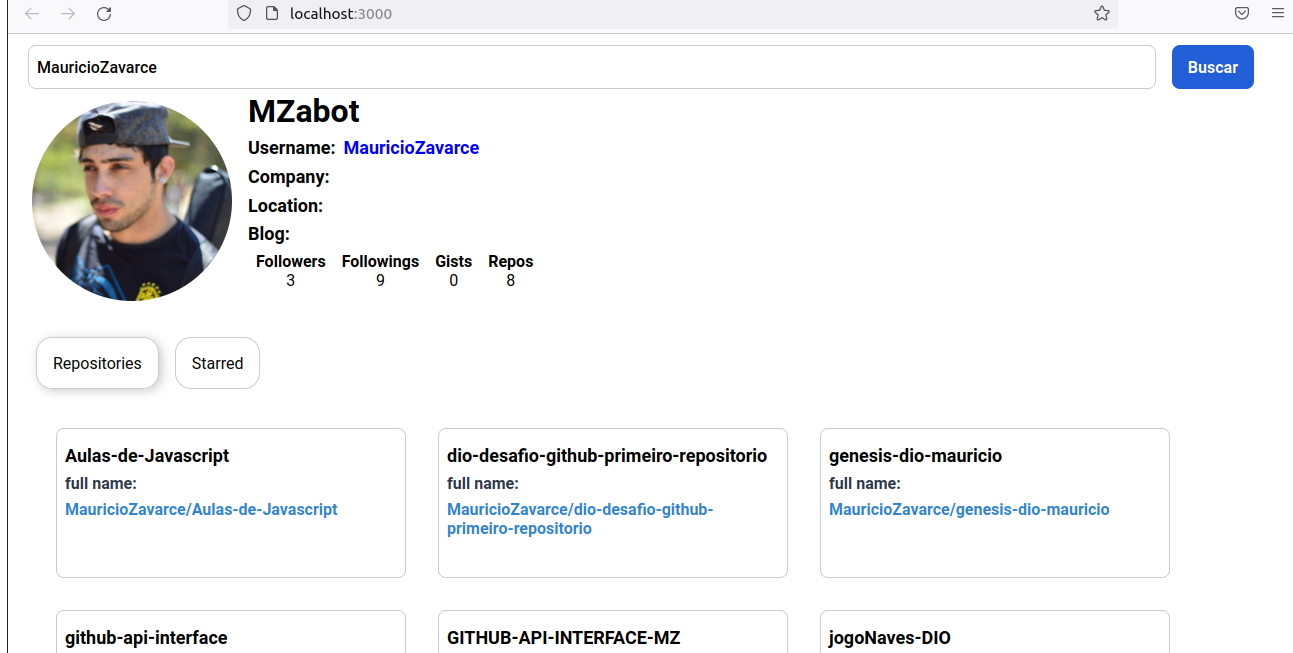 localhost:3000
MauricioZavarce
Buscar
MZabot
Username: MauricioZavarce
Company:
Location:
Blog:
Followers Followings Gists Repos
3 9 0 8
Repositories Starred
Aulas-de-Javascript
full name:
MauricioZavarce/Aulas-de-Javascript
dio-desafio-github-primeiro-repositorio
full name:
MauricioZavarce/dio-desafio-github-
primeiro-repositorio
genesis-dio-mauricio
full name:
MauricioZavarce/genesis-dio-mauricio
github-api-interface
GITHUB-API-INTERFACE-MZ
jogoNaves-DIO